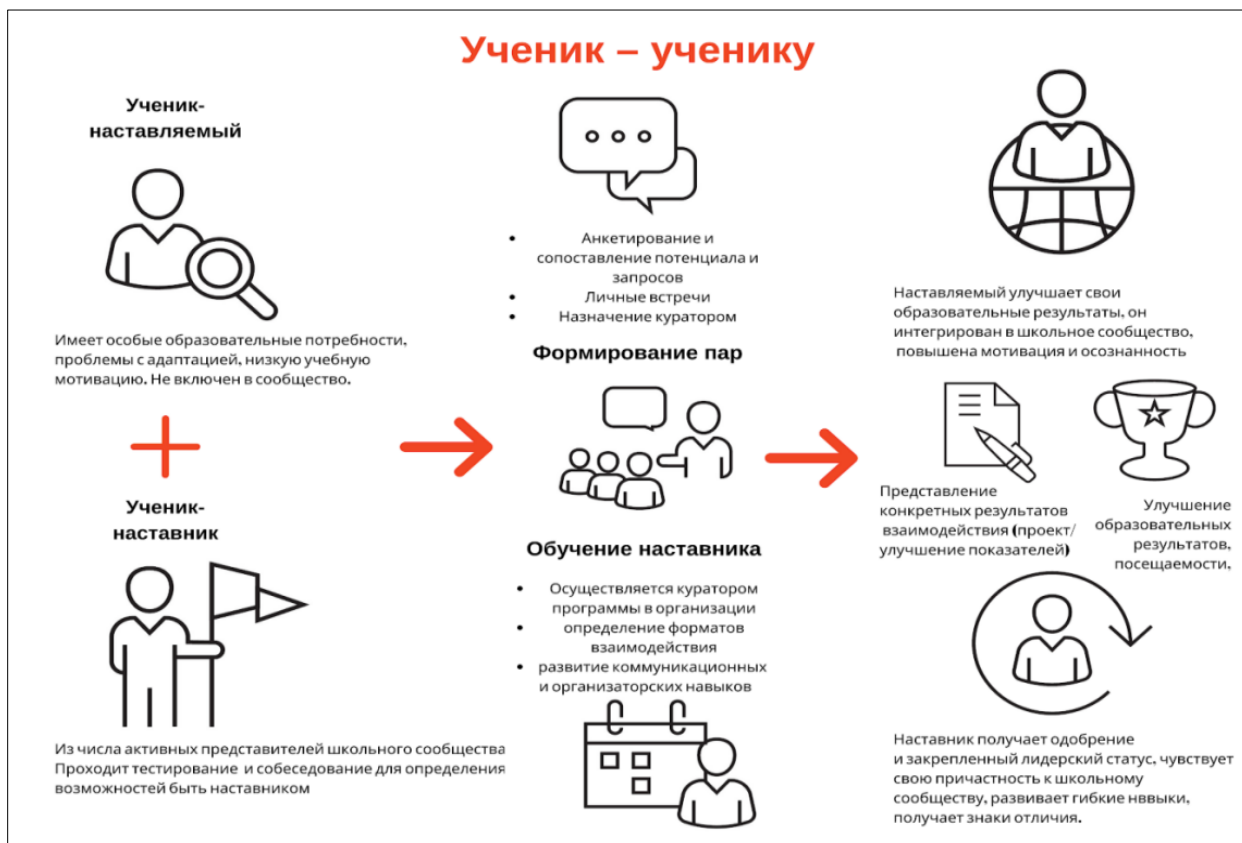 Ученик – ученику
Ученик-
наставляемый
Имеет особые образовательные потребности,
проблемы с адаптацией, низкую учебную
мотивацию. Не включен в сообщество.
Ученик-
наставник
Из числа активных представителей школьного сообщества
Проходит тестирование и собеседование для определения
возможностей быть наставником
• Анкетирование и
сопоставление потенциала и
запросов
• Личные встречи
• Назначение куратором
Формирование пар
Обучение наставника
• Осуществляется куратором
программы в организации
• определение форматов
взаимодействия
• развитие коммуникационных
и организаторских навыков
Наставляемый улучшает свои
образовательные результаты, он
интегрирован в школьное сообщество,
повышена мотивация и осознанность
Представление
конкретных результатов
взаимодействия (проект/
улучшение показателей)
Улучшение
образовательных
результатов,
посещаемости,
Наставник получает одобрение
и закрепленный лидерский статус, чувствует
свою причастность к школьному
сообществу, развивает гибкие нввыки,
получает знаки отличия.